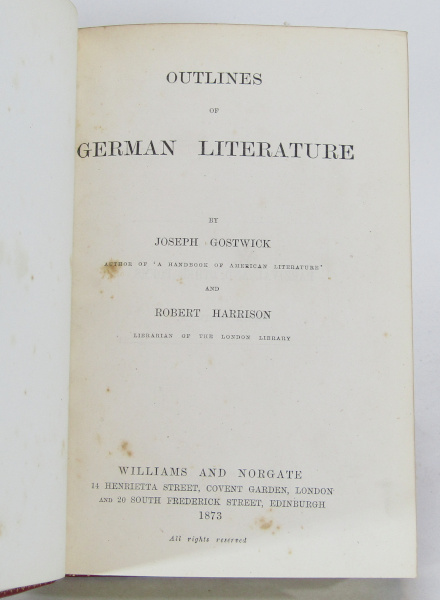 OUTLINES
OF
GERMAN LITERATURE
BY
JOSEPH GOSTWICK
AUTHOR OF 'A HANDBOOK OF AMERICAN LITERATURE'
AND
ROBERT HARRISON
LIBRARIAN OF THE LONDON LIBRARY
WILLIAMS AND NORGATE
14 HENRIETTA STREET, COVENT GARDEN, LONDON
AND 20 SOUTH FREDERICK STREET, EDINBURGH
1873
All rights reserved